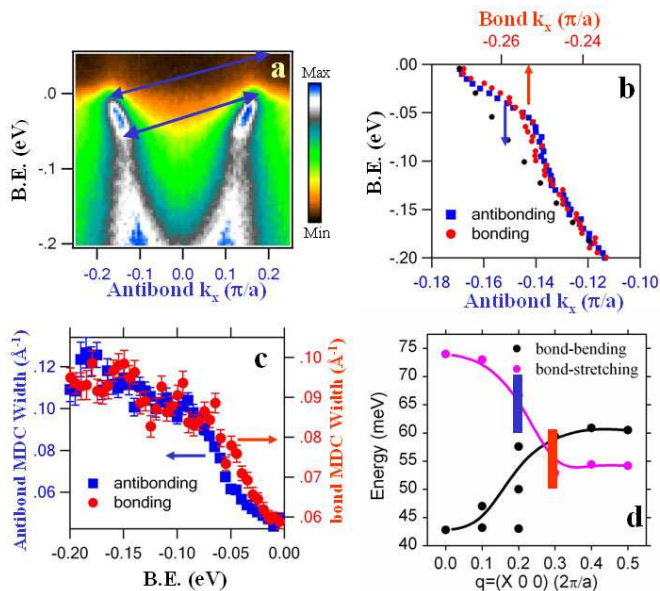 a
Max
Min
B.E. (eV)
.0
-.1
-.2
-0.2 -0.1 0.0 0.1 0.2
Antibond kx (π/a)
Bond kx (π/a)
-0.26 -0.24
b
B.E. (eV)
.00
-.05
-.10
-.15
-.20
antibonding
bonding
-0.18 -0.16 -0.14 -0.12 -0.10
Antibond kx (π/a)
c
Antibond MDC Width (Å-1)
.12
.10
.08
.06
bond MDC Width (Å-1)
.10
.09
.08
.07
.06
antibonding
bonding
-0.20 -0.15 -0.10 -0.05 0.00
B.E. (eV)
d
Energy (meV)
75
70
65
60
55
50
45
40
bond-bending
bond-stretching
0.0 0.1 0.2 0.3 0.4 0.5
q=(X 0 0) (2π/a)